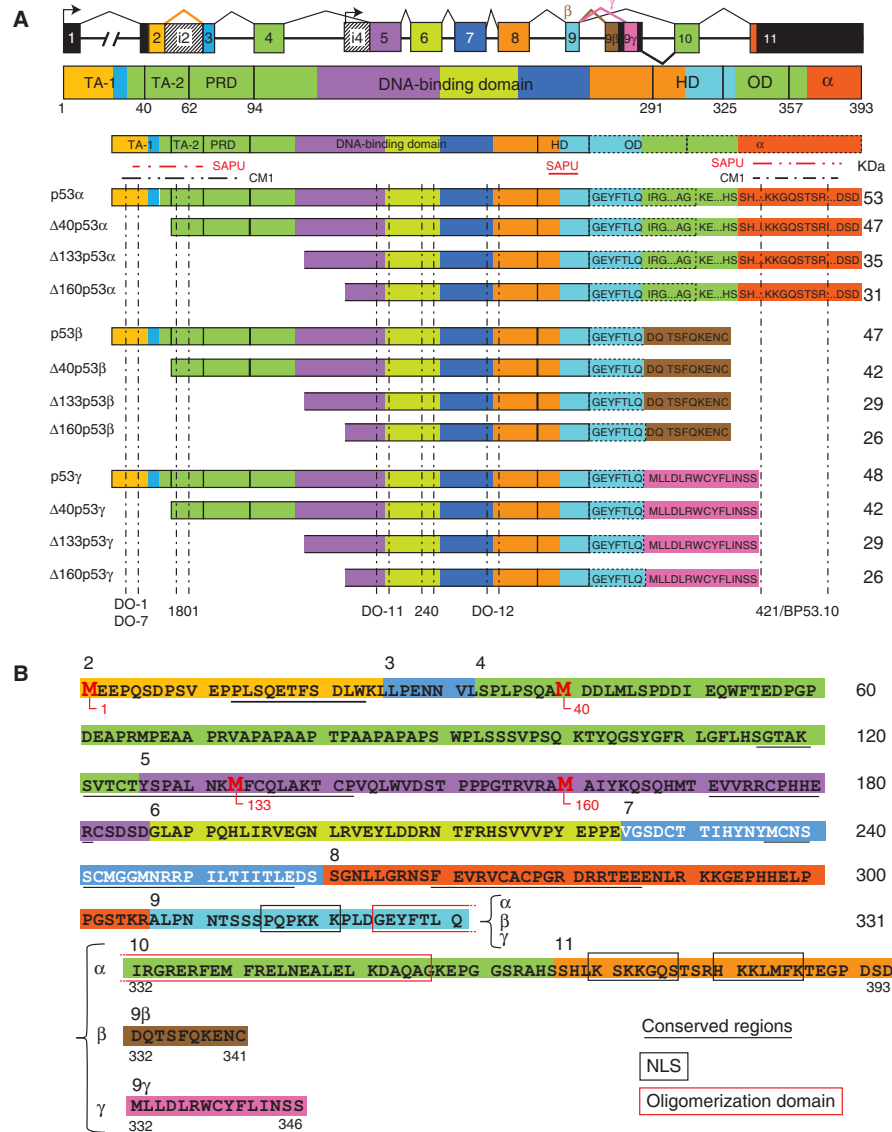 A
β γ
1 2 i2 3 4 i4 5 6 7 8 9 9β 9γ 10 11
TA-1 TA-2 PRD DNA-binding domain HD OD α
1 40 62 94 291 325 357 393
TA-1 TA-2 PRD DNA-binding domain HD OD α
SAPU SAPU SAPU KDa
CM1 CM1
p53α GEYFTLQ IRG...AG KE...HS SH...KKGQSTSR...DSD 53
Δ40p53α GEYFTLQ IRG...AG KE...HS SH...KKGQSTSR...DSD 47
Δ133p53α GEYFTLQ IRG...AG KE...HS SH...KKGQSTSR...DSD 35
Δ160p53α GEYFTLQ IRG...AG KE...HS SH...KKGQSTSR...DSD 31
p53β GEYFTLQ DQ TSFQKENC 47
Δ40p53β GEYFTLQ DQ TSFQKENC 42
Δ133p53β GEYFTLQ DQ TSFQKENC 29
Δ160p53β GEYFTLQ DQ TSFQKENC 26
p53γ GEYFTLQ MLLDLRWCYFLINSS 48
Δ40p53γ GEYFTLQ MLLDLRWCYFLINSS 42
Δ133p53γ GEYFTLQ MLLDLRWCYFLINSS 29
Δ160p53γ GEYFTLQ MLLDLRWCYFLINSS 26
DO-1 1801 DO-11 240 DO-12 421/BP53.10
DO-7
B
2 3 4
MEEPQSDPSV EPPLSQETFS DLWKLLPENN VLSPLPSQAM DDLMLSPDDI EQWFTEDPGP 60
1 40
DEAPRMPEAA PRVAPAPAAP TPAAPAPAPS WPLSSSVPSQ KTYQGSYGFR LGFLHSGTAK 120
5
SVTCTYSPAL NKMFCQLAKT CPVQLWVDST PPPGTRVRAM AIYKQSQHMT EVVRRCPHHE 180
133 160
6 7
RCSDSDGLAP PQHLIRVEGN LRVEYLDDRN TFRHSVVVPY EPPEVGSDCT TIHYNYMCNS 240
8
SCMGGMNRRP ILTIITLEDS SGNLLGRNSF EVRVCACPGR DRRTEEENLR KKGEPHHELP 300
9
PGSTKRALPN NTSSSPQPKK KPLDGEYFTL Q α β γ 331
10 11
α IRGRERFEMF RELNEALELK DAQAGKEPGG SRAHSSHLKS KKGQSTSRHK KLMFKTEGPD SD
332 393
9β
β DQTSFQKENC
332 341
9γ
γ MLLDLRWCYFLINSS
332 346
Conserved regions
NLS
Oligomerization domain